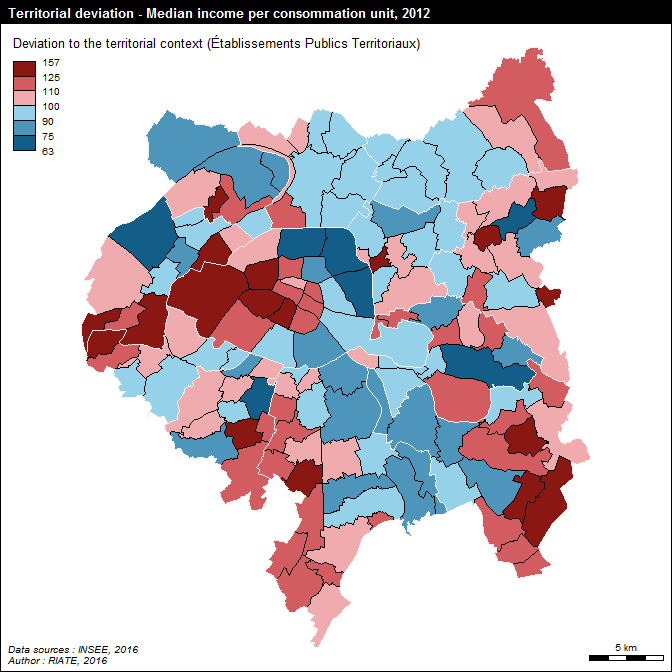 Territorial deviation - Median income per consommation unit, 2012
Deviation to the territorial context (Établissements Publics Territoriaux)
157
125
110
100
90
75
63
Data sources : INSEE, 2016
Author : RIATE, 2016
5 km